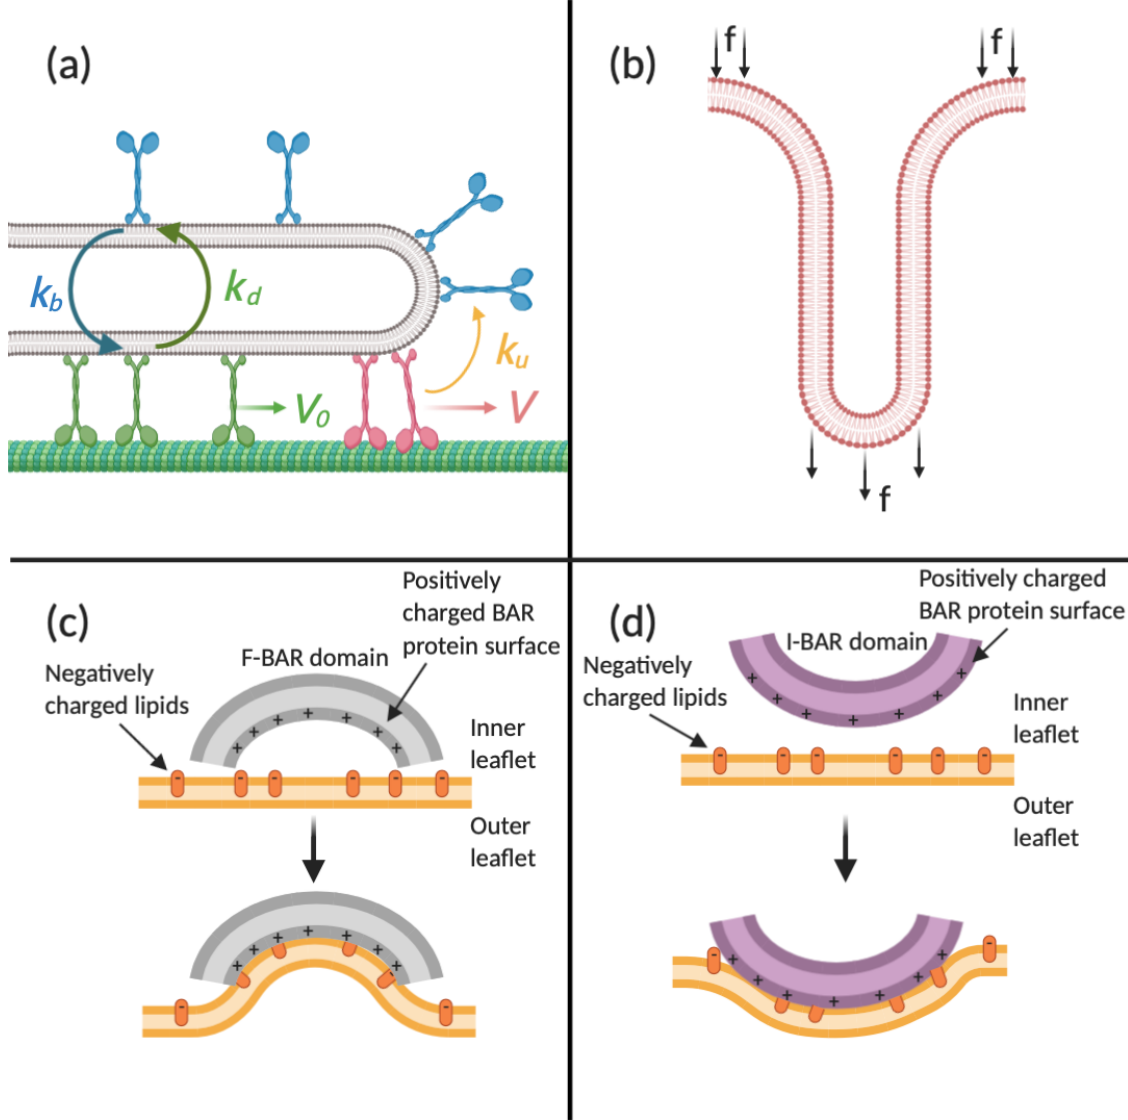 (a)
k_b
k_d
k_u
V_0
V
(b)
f
f
f
(c)
Positively
charged BAR
protein surface
F-BAR domain
Negatively
charged lipids
Inner
leaflet
+ + + + + + +
- - - - - -
Outer
leaflet
+ + + + + + +
- - - - - -
(d)
Positively charged
BAR protein surface
I-BAR domain
Negatively
charged lipids
Inner
leaflet
+ + + + + + +
- - - - - -
Outer
leaflet
+ + + + + +
- - - - - -